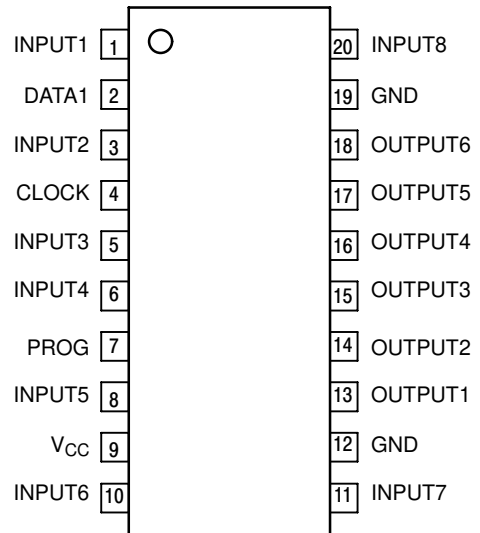 INPUT1 1 20 INPUT8
DATA1 2 19 GND
INPUT2 3 18 OUTPUT6
CLOCK 4 17 OUTPUT5
INPUT3 5 16 OUTPUT4
INPUT4 6 15 OUTPUT3
PROG 7 14 OUTPUT2
INPUT5 8 13 OUTPUT1
VCC 9 12 GND
INPUT6 10 11 INPUT7